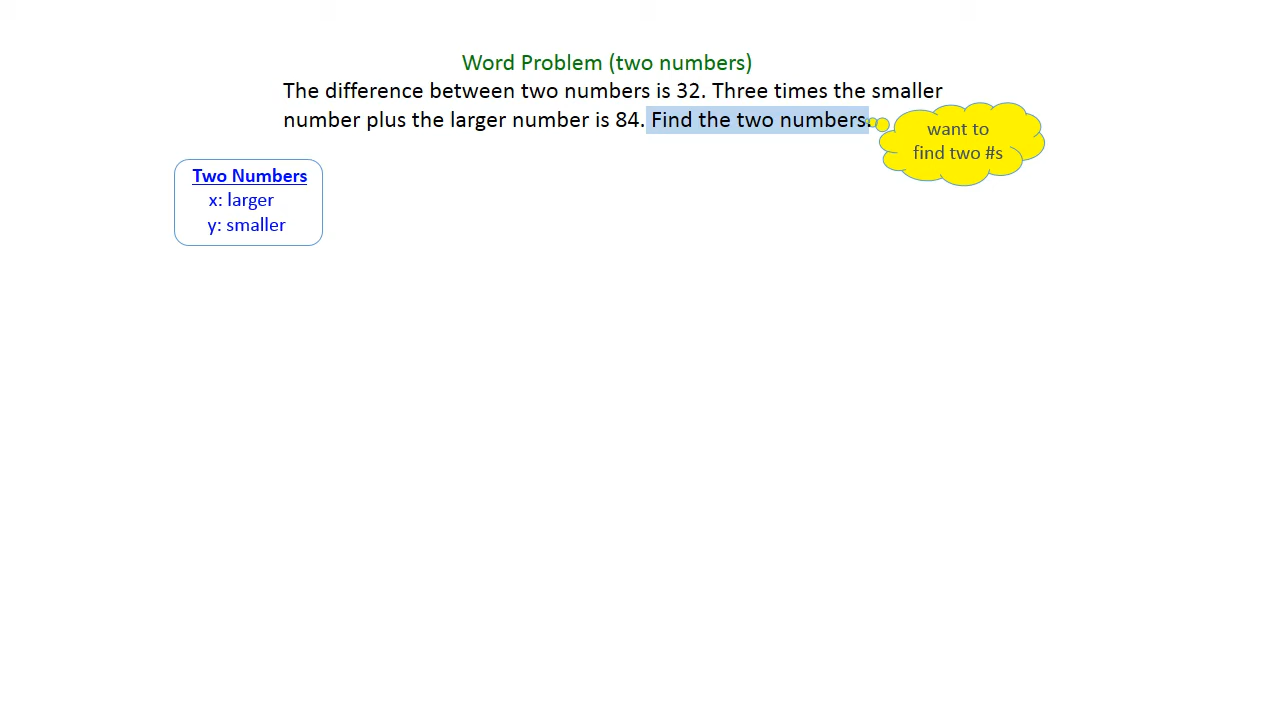 Word Problem (two numbers)
The difference between two numbers is 32. Three times the smaller
number plus the larger number is 84. Find the two numbers.
want to
find two #s
Two Numbers
x: larger
y: smaller